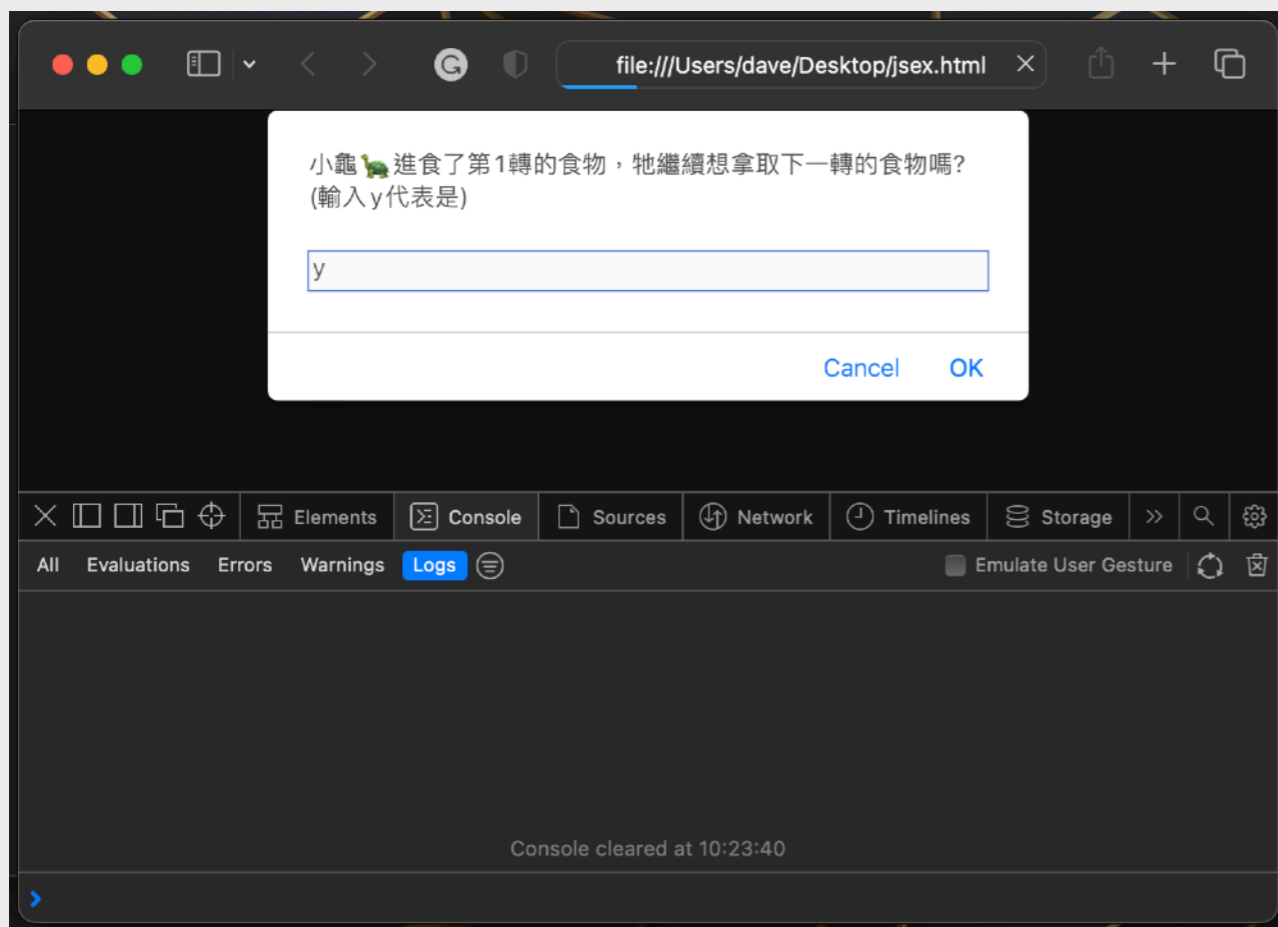 file:///Users/dave/Desktop/jsex.html
小龜🐢進食了第1轉的食物，牠繼續想拿取下一轉的食物嗎?
(輸入y代表是)
y
Cancel OK
Elements Console Sources Network Timelines Storage
All Evaluations Errors Warnings Logs Emulate User Gesture
Console cleared at 10:23:40